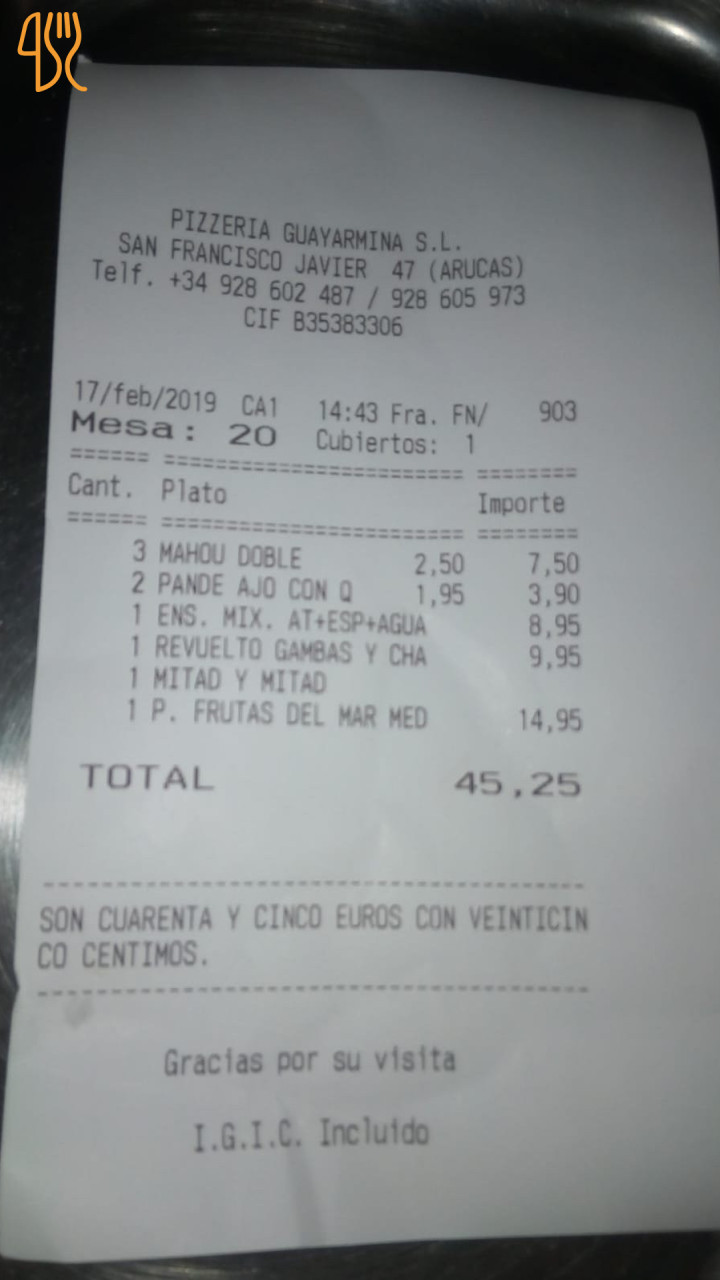 PIZZERIA GUAYARMINA S.L.
SAN FRANCISCO JAVIER 47 (ARUCAS)
Telf. +34 928 602 487 / 928 605 973
CIF B35383306
17/feb/2019 CA1 14:43 Fra. FN/ 903
Mesa: 20 Cubiertos: 1
====== ======================== ========
Cant. Plato Importe
====== ======================== ========
3 MAHOU DOBLE 2,50 7,50
2 PANDE AJO CON Q 1,95 3,90
1 ENS. MIX. AT+ESP+AGUA 8,95
1 REVUELTO GAMBAS Y CHA 9,95
1 MITAD Y MITAD
1 P. FRUTAS DEL MAR MED 14,95
TOTAL 45,25
----------------------------------------
SON CUARENTA Y CINCO EUROS CON VEINTICIN
CO CENTIMOS.
----------------------------------------
Gracias por su visita
I.G.I.C. Incluido